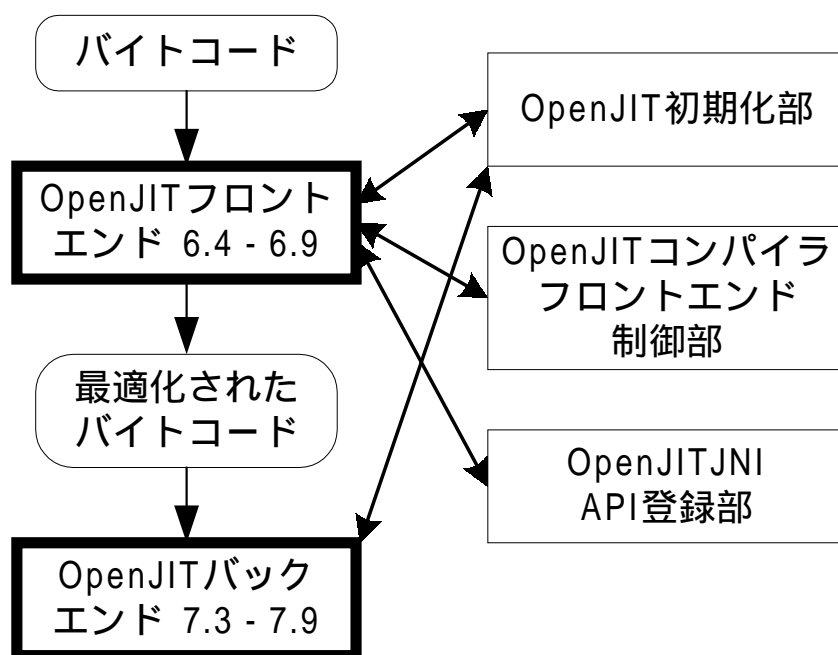 バイトコード
OpenJITフロント
エンド 6.4 - 6.9
最適化された
バイトコード
OpenJITバック
エンド 7.3 - 7.9
OpenJIT初期化部
OpenJITコンパイラ
フロントエンド
制御部
OpenJITJNI
API登録部